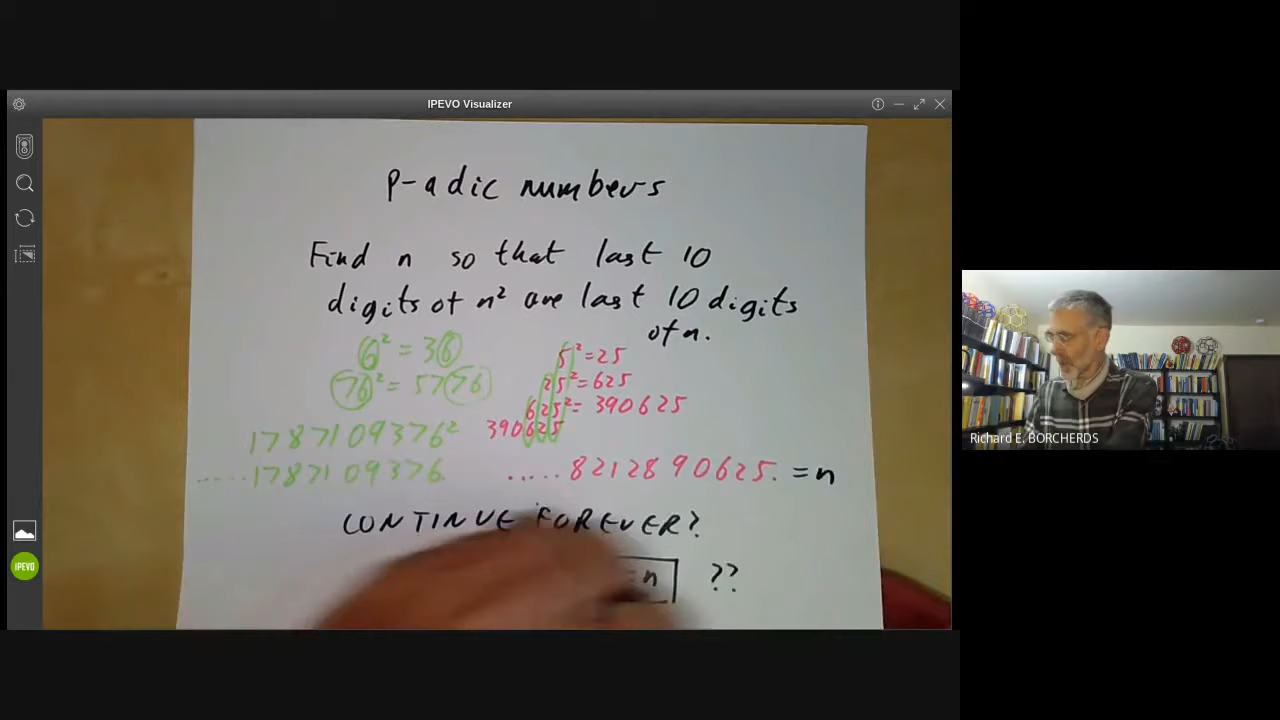 IPEVO Visualizer
p-adic numbers
Find n so that last 10
digits of n² are last 10 digits
of n.
6² = 36
76² = 5776
1787109376²
.....1787109376.
5² = 25
25² = 625
625² = 390625
390625
.....8212890625. = n
CONTINUE FOREVER?
= n ??
Richard E. BORCHERDS
IPEVO